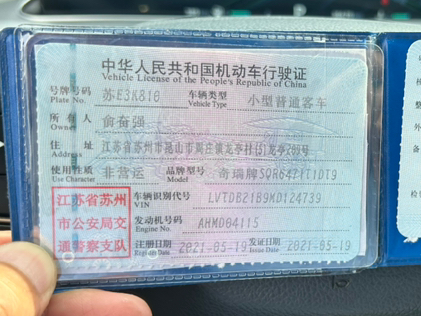 中华人民共和国机动车行驶证
Vehicle License of the People's Republic of China
号牌号码 苏E3K816 车辆类型 小型普通客车
Plate No. Vehicle Type
所有人 俞奋强
Owner
住址 江苏省苏州市昆山市周庄镇龙亭村(5)龙亭209号
Address
使用性质 非营运 品牌型号 奇瑞牌SQR6471T1DT9
Use Character Model
江苏省苏州 车辆识别代号 LVTDB21B9MD124739
VIN
市公安局交 发动机号码 AHMD04115
Engine No.
通警察支队 注册日期 2021-05-19 发证日期 2021-05-19
Register Date Issue Date